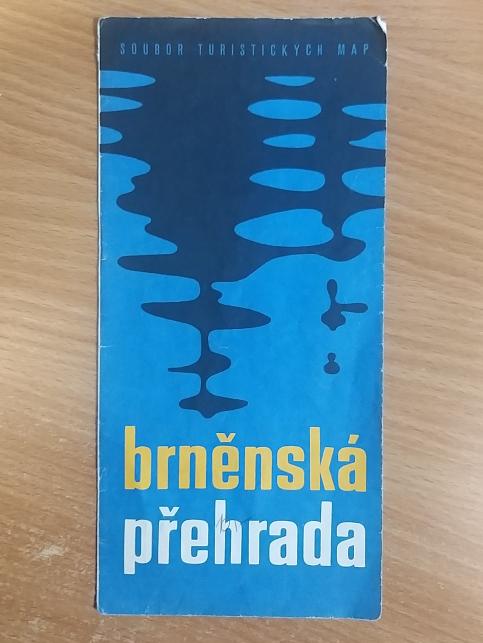 SOUBOR TURISTICKÝCH MAP
brněnská
přehrada